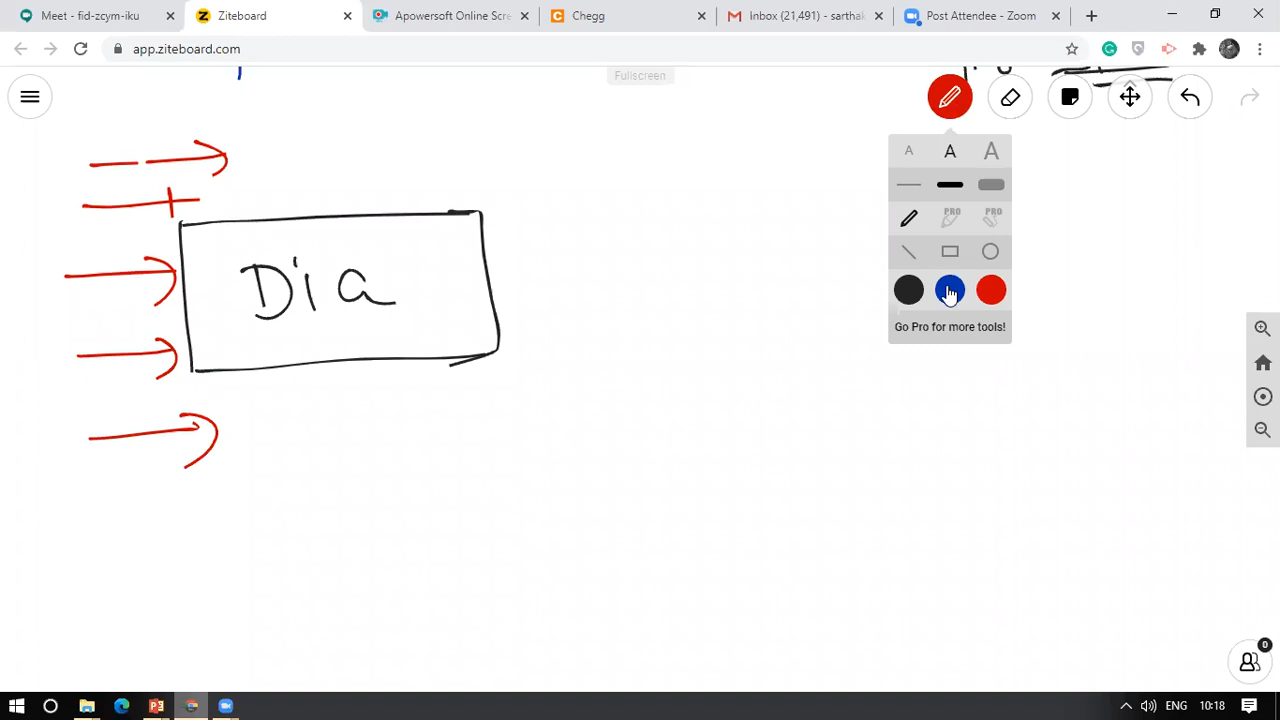 Meet - fid-zcym-iku
Ziteboard
Apowersoft Online Scre
Chegg
Inbox (21,491) - sarthak
Post Attendee - Zoom
app.ziteboard.com
Fullscreen
A A A
PRO PRO
Dia
Go Pro for more tools!
0
ENG 10:18